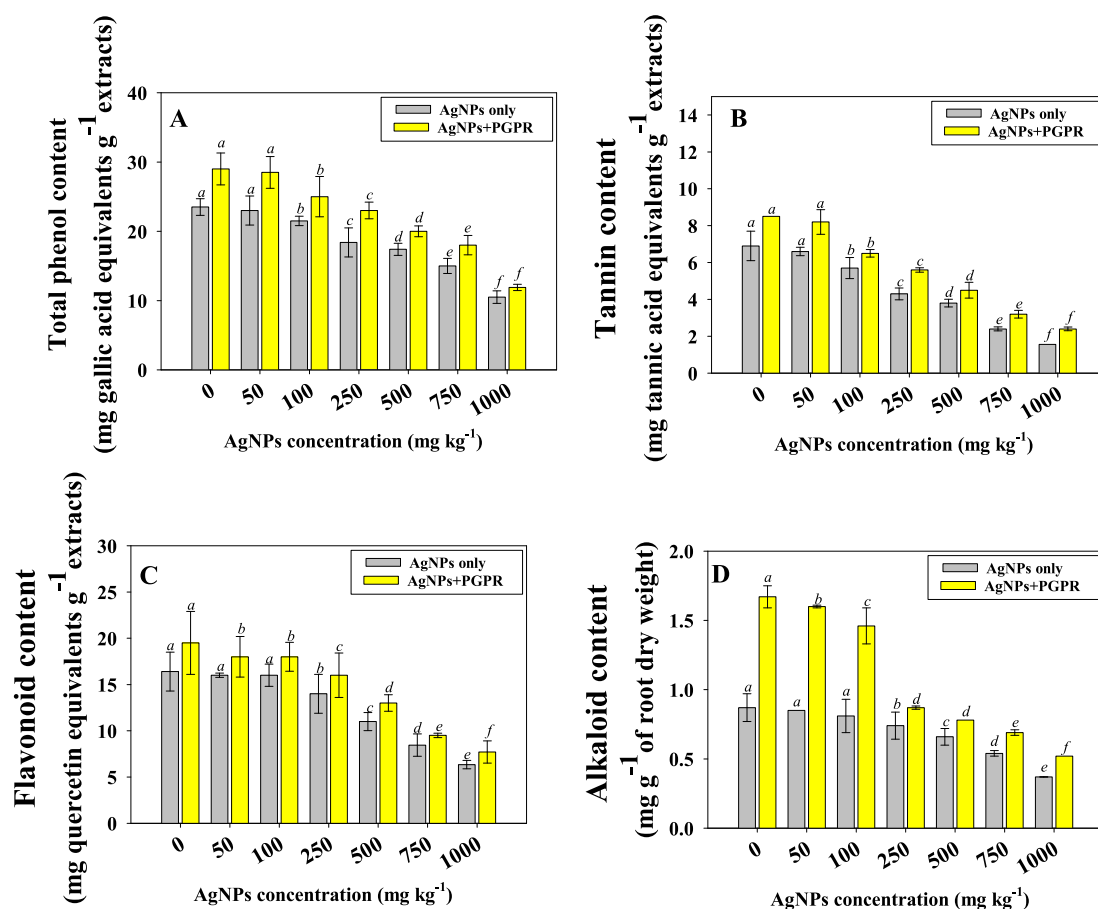 Total phenol content
(mg gallic acid equivalents g⁻¹ extracts)
40
30
20
10
0
A
AgNPs only
AgNPs+PGPR
a a a a b b c c d d e e f f
0 50 100 250 500 750 1000
AgNPs concentration (mg kg⁻¹)
Tannin content
(mg tannic acid equivalents g⁻¹ extracts)
14
12
10
8
6
4
2
0
B
AgNPs only
AgNPs+PGPR
a a a a b b c c d d e e f f
0 50 100 250 500 750 1000
AgNPs concentration (mg kg⁻¹)
Flavonoid content
(mg quercetin equivalents g⁻¹ extracts)
30
25
20
15
10
5
0
C
AgNPs only
AgNPs+PGPR
a a a b a b b c c d d e e f
0 50 100 250 500 750 1000
AgNPs concentration (mg kg⁻¹)
Alkaloid content
(mg g⁻¹ of root dry weight)
2.0
1.5
1.0
0.5
0.0
D
AgNPs only
AgNPs+PGPR
a a a b a c b d c d d e e f
0 50 100 250 500 750 1000
AgNPs concentration (mg kg⁻¹)